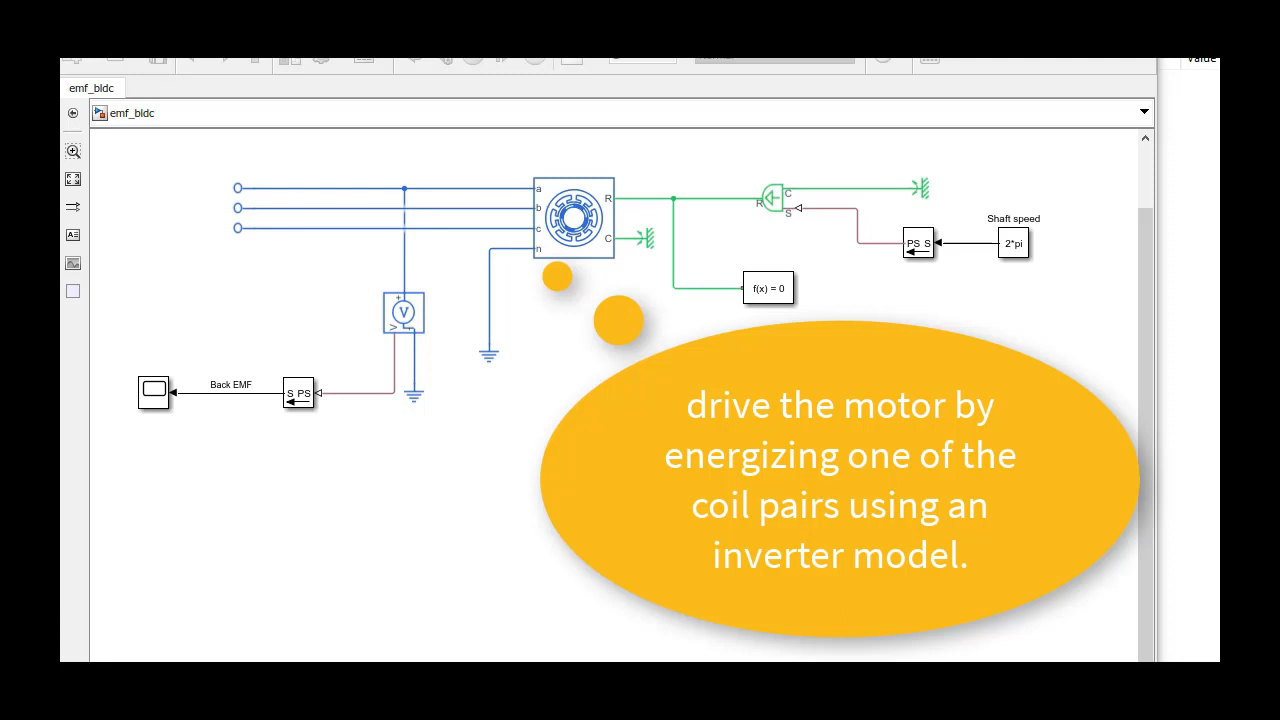 Value
emf_bldc
emf_bldc
a
b
c
n
R
C
R
C
S
Shaft speed
PS S
2*pi
f(x) = 0
+
V
V
-
Back EMF
S PS
drive the motor by
energizing one of the
coil pairs using an
inverter model.